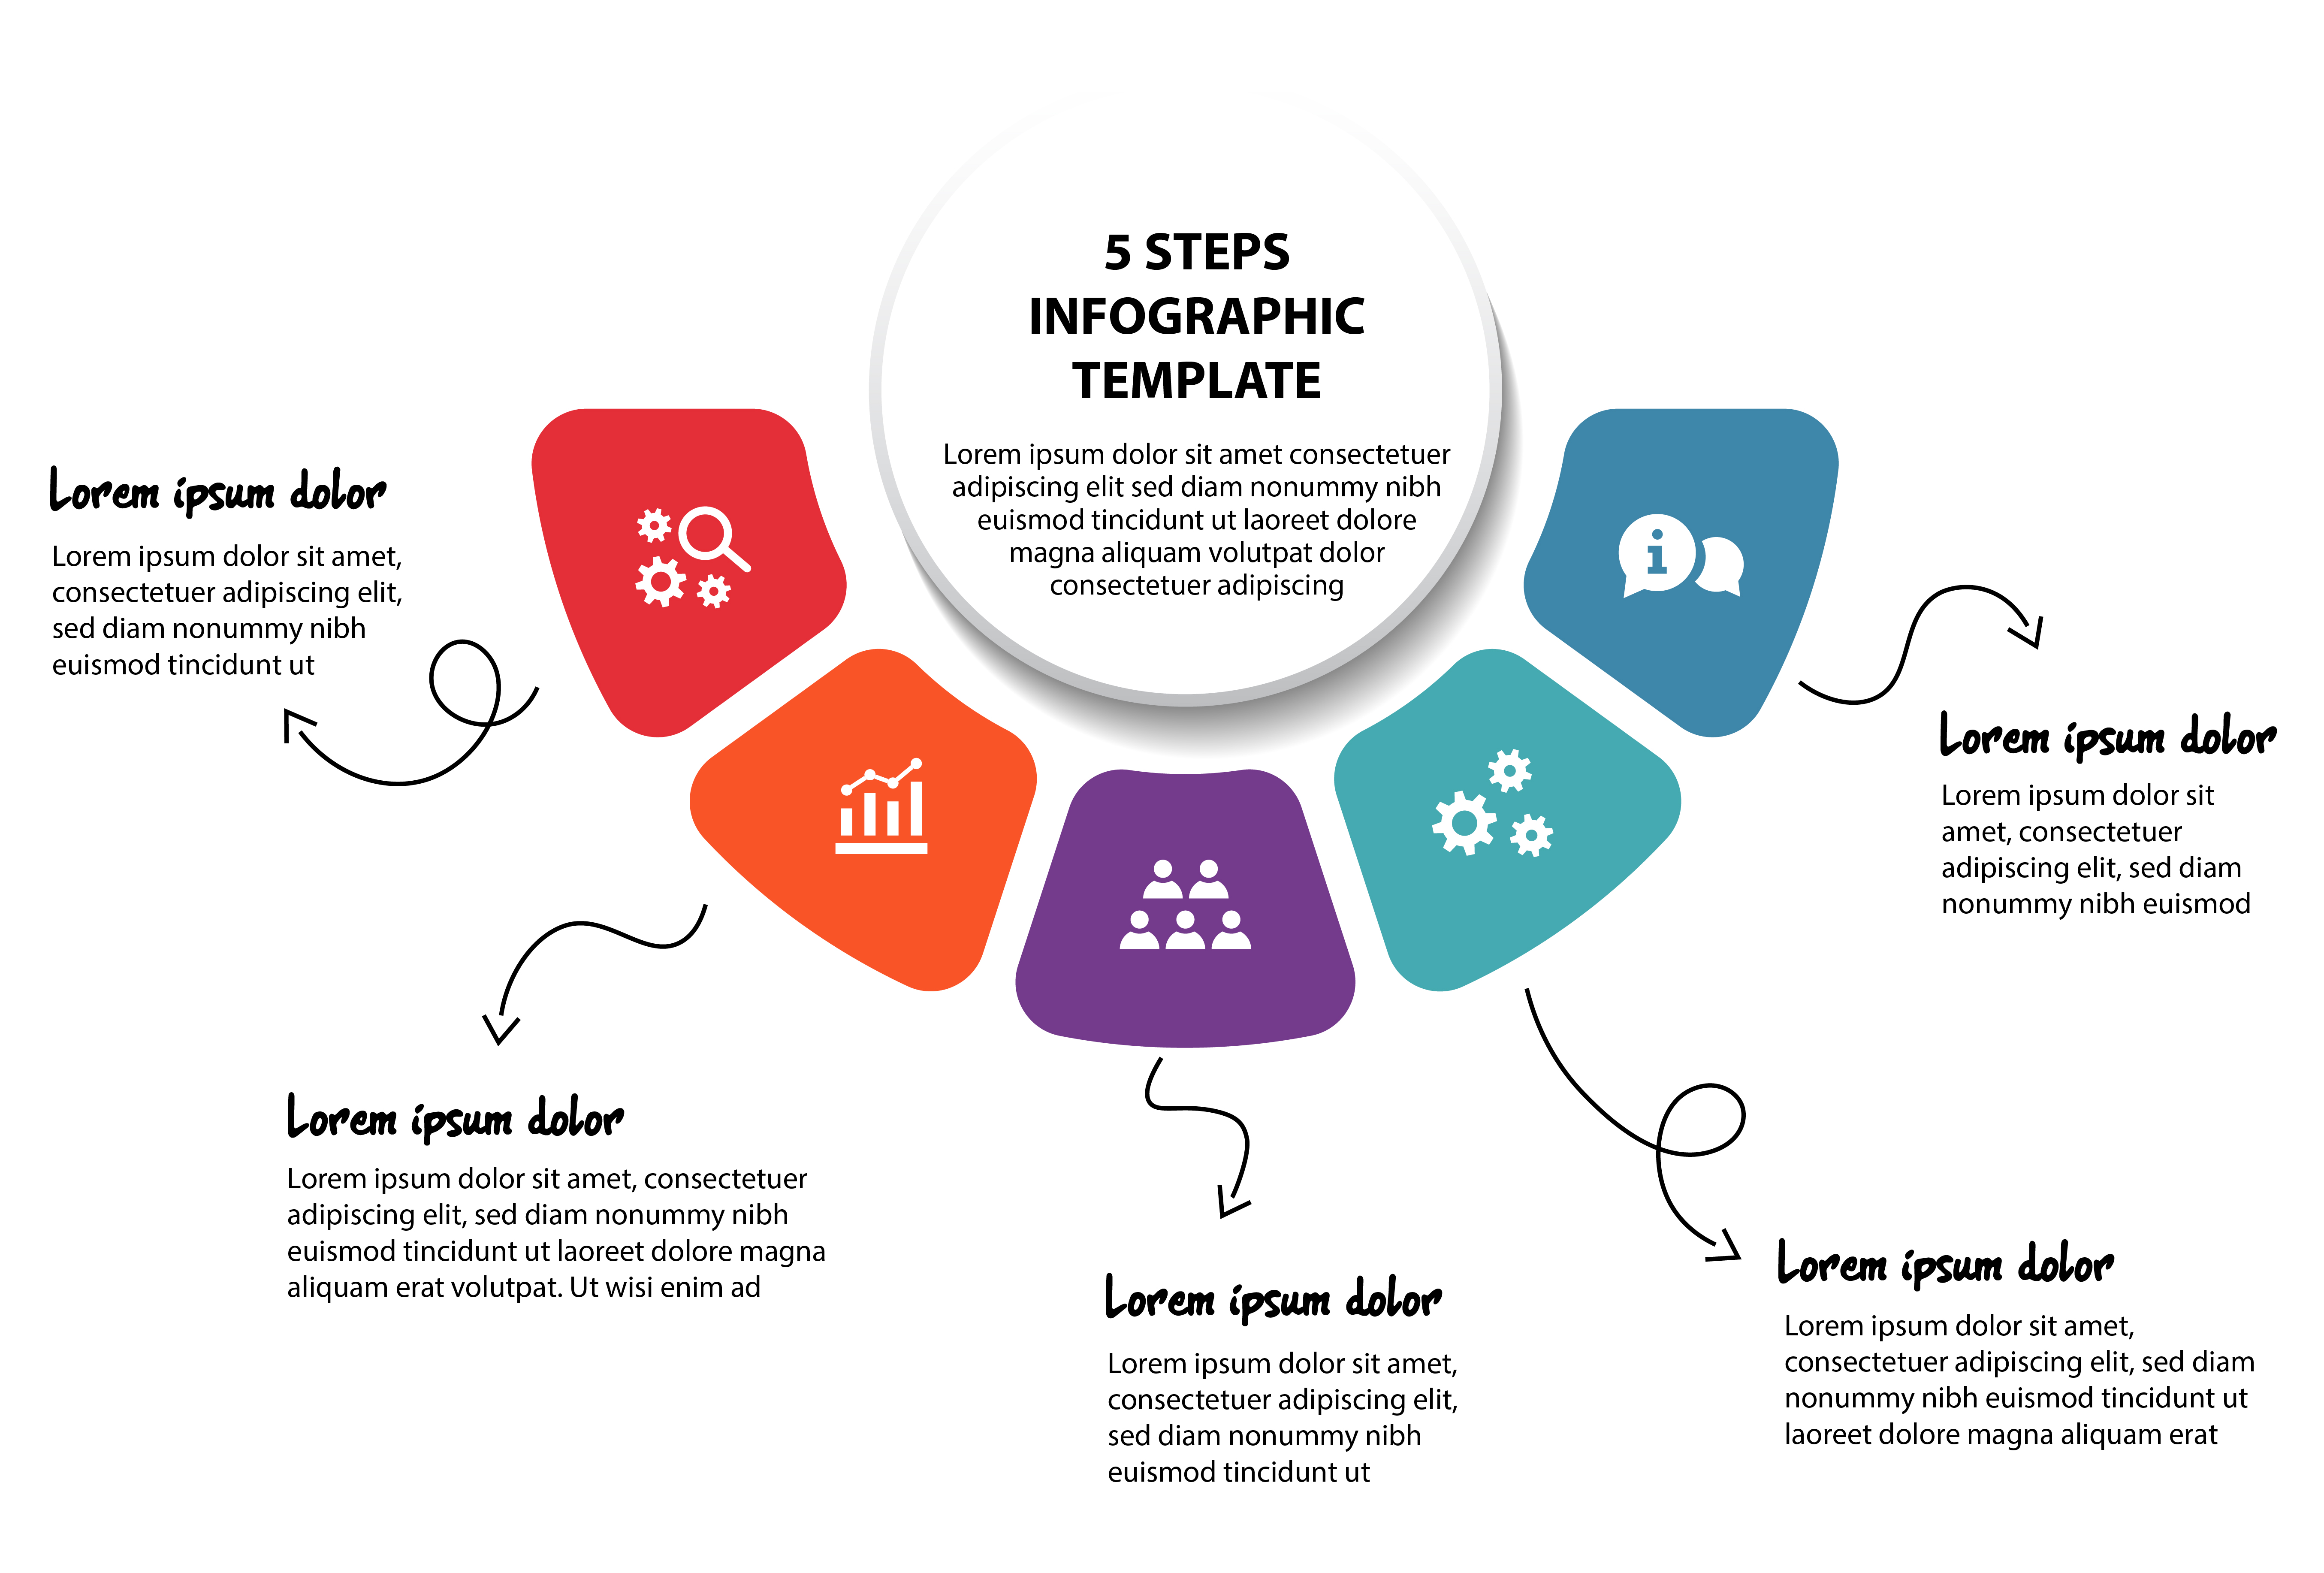 5 STEPS
INFOGRAPHIC
TEMPLATE
Lorem ipsum dolor sit amet consectetuer
adipiscing elit sed diam nonummy nibh
euismod tincidunt ut laoreet dolore
magna aliquam volutpat dolor
consectetuer adipiscing
Lorem ipsum dolor
Lorem ipsum dolor sit amet,
consectetuer adipiscing elit,
sed diam nonummy nibh
euismod tincidunt ut
Lorem ipsum dolor
Lorem ipsum dolor sit amet, consectetuer
adipiscing elit, sed diam nonummy nibh
euismod tincidunt ut laoreet dolore magna
aliquam erat volutpat. Ut wisi enim ad
Lorem ipsum dolor
Lorem ipsum dolor sit amet,
consectetuer adipiscing elit,
sed diam nonummy nibh
euismod tincidunt ut
Lorem ipsum dolor
Lorem ipsum dolor sit amet,
consectetuer adipiscing elit, sed diam
nonummy nibh euismod tincidunt ut
laoreet dolore magna aliquam erat
i
Lorem ipsum dolor
Lorem ipsum dolor sit
amet, consectetuer
adipiscing elit, sed diam
nonummy nibh euismod